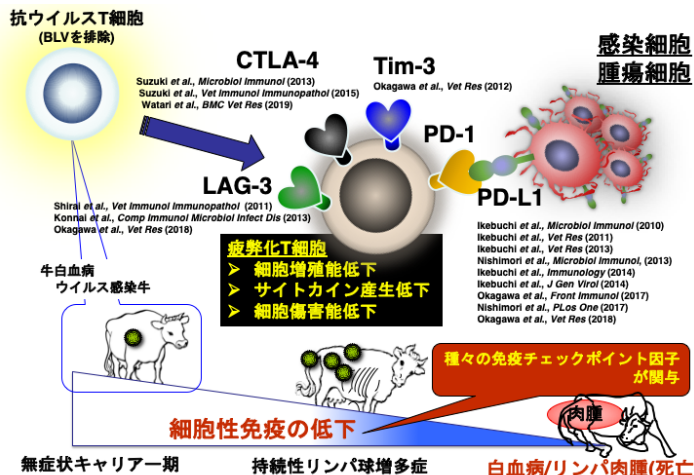 抗ウイルスT細胞
(BLVを排除)
CTLA-4
Suzuki et al., Microbiol Immunol (2013)
Suzuki et al., Vet Immunol Immunopathol (2015)
Watari et al., BMC Vet Res (2019)
Tim-3
Okagawa et al., Vet Res (2012)
感染細胞
腫瘍細胞
PD-1
PD-L1
LAG-3
Shirai et al., Vet Immunol Immunopathol (2011)
Konnai et al., Comp Immunol Microbiol Infect Dis (2013)
Okagawa et al., Vet Res (2018)
Ikebuchi et al., Microbiol Immunol (2010)
Ikebuchi et al., Vet Res (2011)
Ikebuchi et al., Vet Res (2013)
Nishimori et al., Microbiol Immunol, (2013)
Ikebuchi et al., Immunology (2014)
Ikebuchi et al., J Gen Virol (2014)
Okagawa et al., Front Immunol (2017)
Nishimori et al., PLos One (2017)
Okagawa et al., Vet Res (2018)
疲弊化T細胞
➢ 細胞増殖能低下
➢ サイトカイン産生低下
➢ 細胞傷害能低下
牛白血病
ウイルス感染牛
種々の免疫チェックポイント因子
が関与
肉腫
細胞性免疫の低下
無症状キャリアー期
持続性リンパ球増多症
白血病/リンパ肉腫(死亡